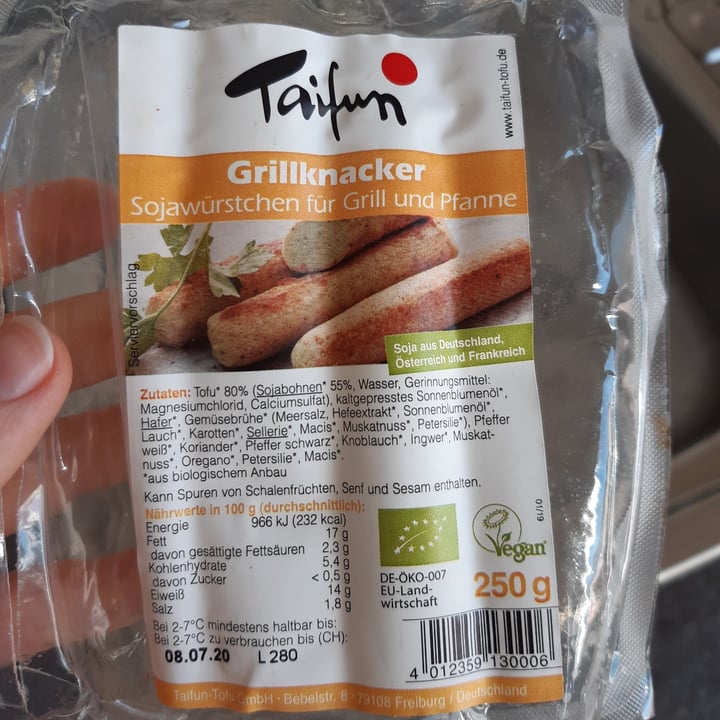 Taifun
www.taifun-tofu.de
Grillknacker
Sojawürstchen für Grill und Pfanne
Serviervorschlag
Soja aus Deutschland,
Österreich und Frankreich
Zutaten: Tofu* 80% (Sojabohnen* 55%, Wasser, Gerinnungsmittel:
Magnesiumchlorid, Calciumsulfat), kaltgepresstes Sonnenblumenöl*,
Hafer*, Gemüsebrühe* (Meersalz, Hefeextrakt*, Sonnenblumenöl*,
Lauch*, Karotten*, Sellerie*, Macis*, Muskatnuss*, Petersilie*), Pfeffer
weiß*, Koriander*, Pfeffer schwarz*, Knoblauch*, Ingwer*, Muskat-
nuss*, Oregano*, Petersilie*, Macis*.
*aus biologischem Anbau
Kann Spuren von Schalenfrüchten, Senf und Sesam enthalten.
Nährwerte in 100 g (durchschnittlich):
Energie 966 kJ (232 kcal)
Fett 17 g
davon gesättigte Fettsäuren 2,3 g
Kohlenhydrate 5,4 g
davon Zucker < 0,5 g
Eiweiß 14 g
Salz 1,8 g
01/19
Vegan
DE-ÖKO-007
EU-Land-
wirtschaft
250 g
Bei 2-7°C mindestens haltbar bis:
Bei 2-7°C zu verbrauchen bis (CH):
08.07.20 L280
4 012359 130006
Taifun-Tofu GmbH · Bebelstr. 8 · 79108 Freiburg / Deutschland